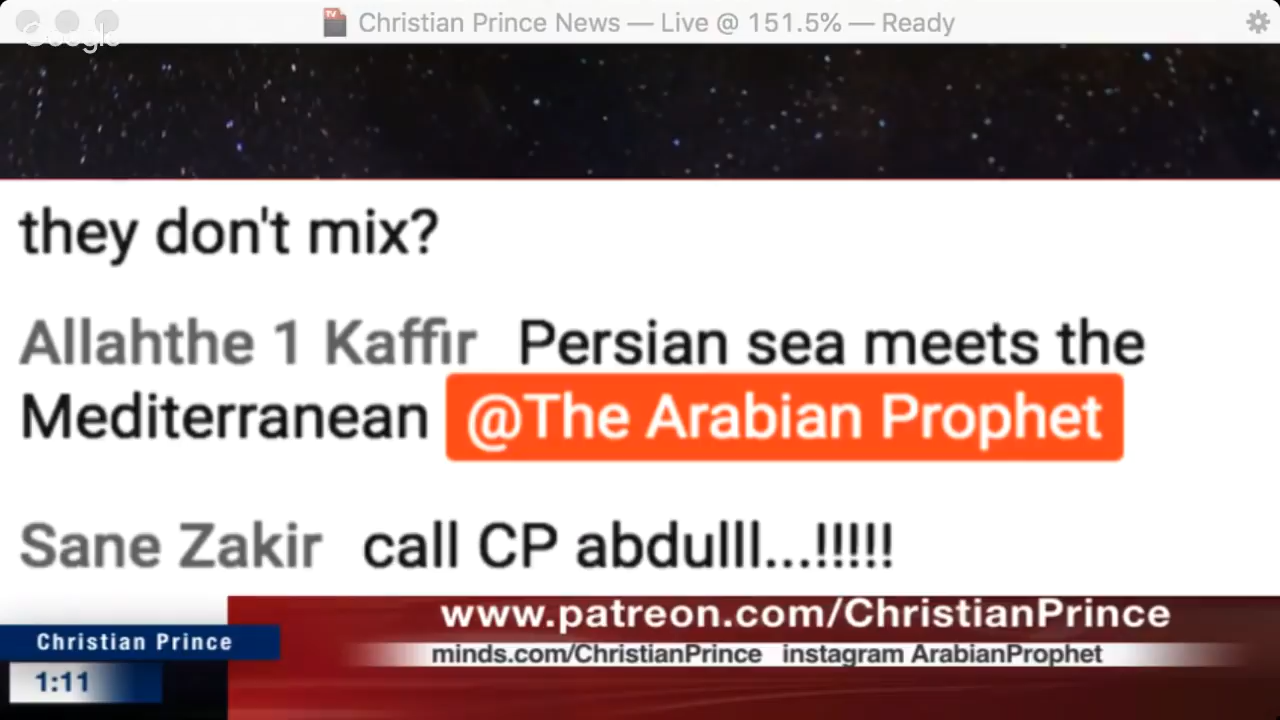 Christian Prince News — Live @ 151.5% — Ready
Google
they don't mix?
Allahthe 1 Kaffir Persian sea meets the
Mediterranean @The Arabian Prophet
Sane Zakir call CP abdulll...!!!!!
www.patreon.com/ChristianPrince
Christian Prince
minds.com/ChristianPrince instagram ArabianProphet
1:11